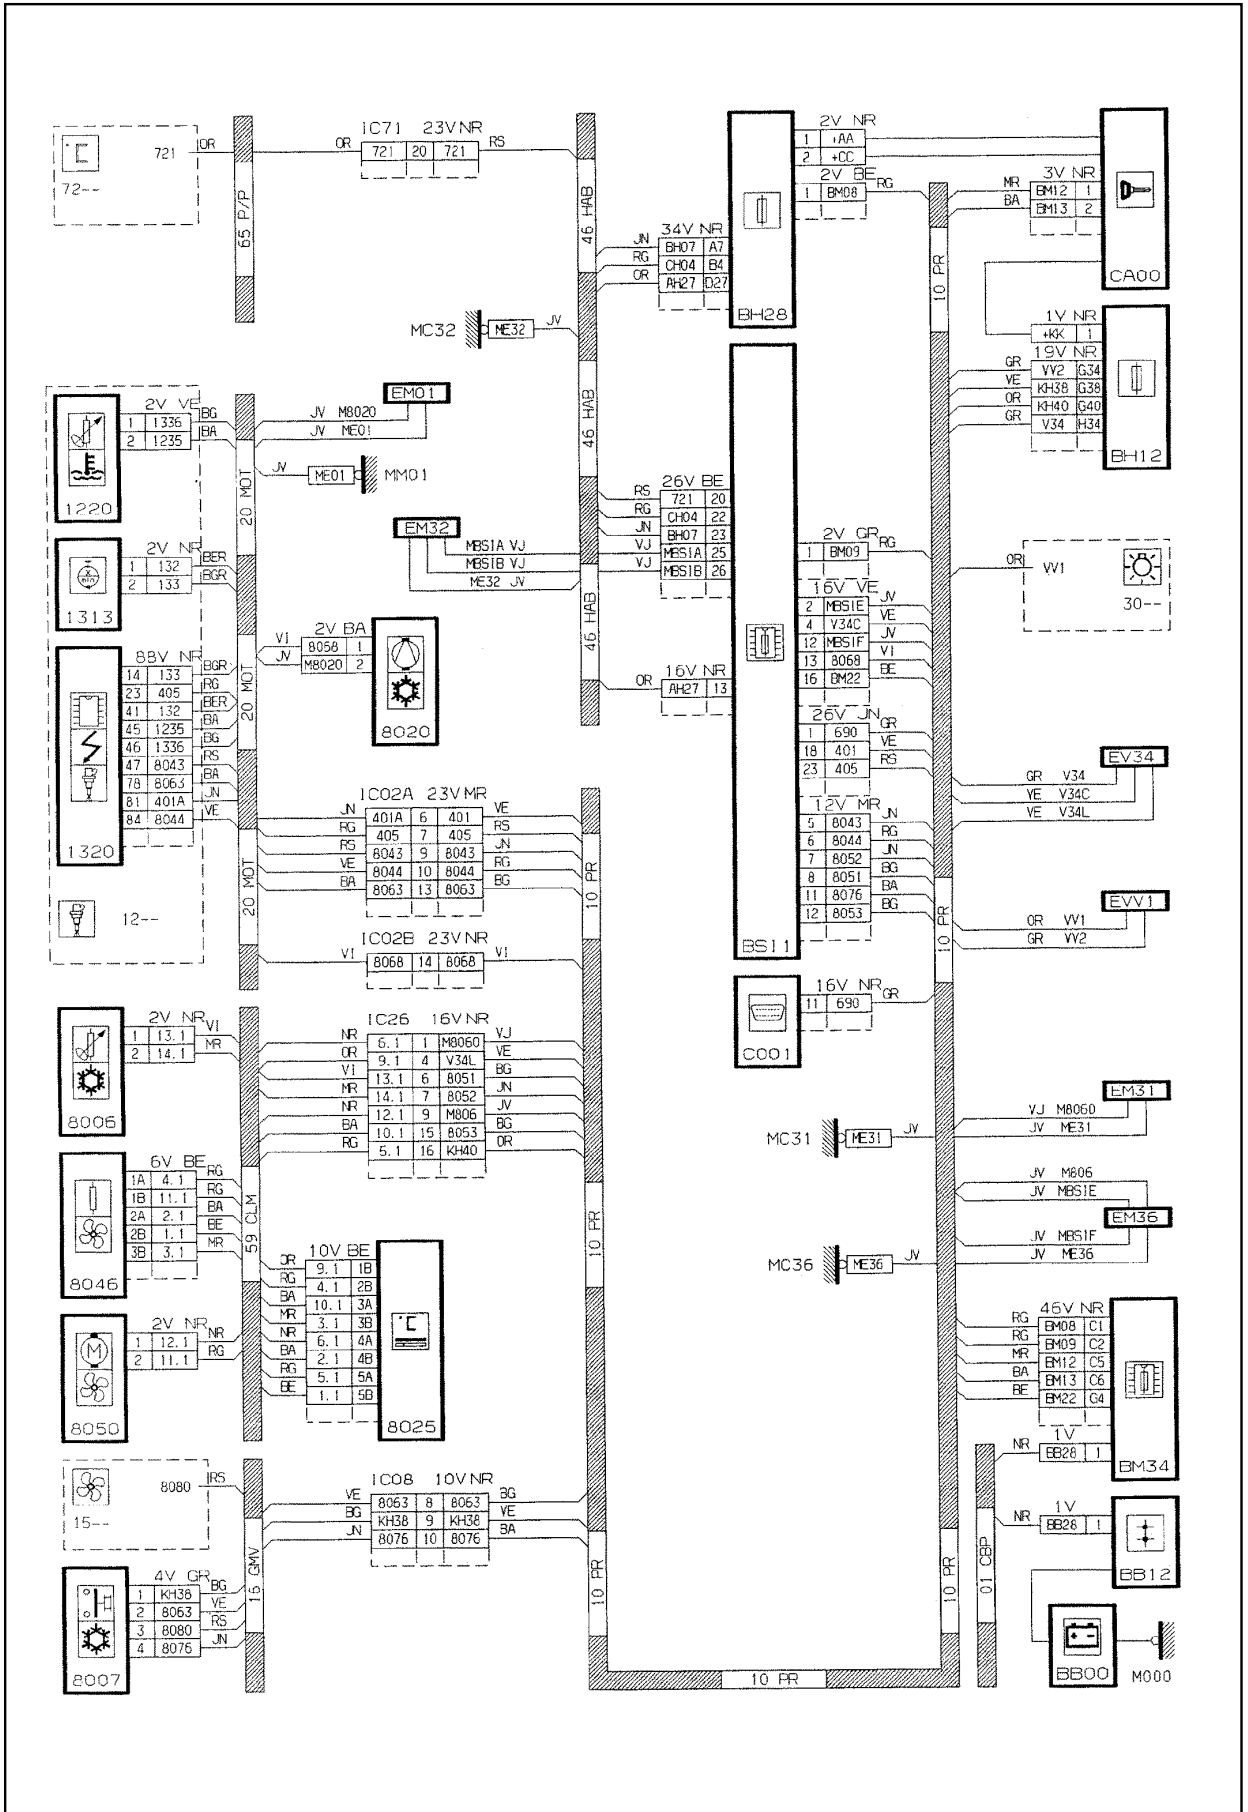 721
OR
72--
65 P/P
OR
IC71 23V NR
721 20 721
RS
46 HAB
MC32
ME32
JV
34V NR
JN BH07 A7
RG CH04 B4
OR AH27 D27
BH28
2V NR
1 +AA
2 +CC
2V BE
1 BM08 RG
10 PR
3V NR
MR BM12 1
BA BM13 2
CA00
1V NR
+KK 1
19V NR
GR VV2 G34
VE KH38 G38
OR KH40 G40
GR V34 H34
BH12
2V VE
1 1336 BG
2 1235 BA
1220
20 MOT
EM01
JV M8020
JV ME01
JV ME01 MM01
46 HAB
2V NR
1 132 BER
2 133 BGR
1313
EM32
MBS1A VJ
MBS1B VJ
ME32 JV
26V BE
RS 721 20
RG CH04 22
JN BH07 23
VJ MBS1A 25
VJ MBS1B 26
46 HAB
16V NR
OR AH27 13
2V GR
1 BM09 RG
16V VE
2 MBS1E JV
4 V34C VE
12 MBS1F JV
13 8068 VI
16 BM22 BE
26V JN
1 690 GR
18 401 VE
23 405 RS
12V MR
5 8043 JN
6 8044 RG
7 8052 JN
8 8051 BG
11 8076 BA
12 8053 BG
BSI1
OR VV1
30--
2V BA
VI 8058 1
JV M8020 2
8020
88V NR
14 133 BGR
23 405 RG
41 132 BER
45 1235 BA
46 1336 BG
47 8043 RS
78 8063 BA
81 401A JN
84 8044 VE
1320
12--
20 MOT
20 MOT
IC02A 23V MR
JN 401A 6 401 VE
RG 405 7 405 RS
RS 8043 9 8043 JN
VE 8044 10 8044 RG
BA 8063 13 8063 BG
10 PR
IC02B 23V NR
VI 8068 14 8068 VI
EV34
GR V34
VE V34C
VE V34L
10 PR
EVV1
OR VV1
GR VV2
16V NR
11 690 GR
C001
2V NR
1 13.1 VI
2 14.1 MR
8006
IC26 16V NR
NR 6.1 1 M8060 VJ
OR 9.1 4 V34L VE
VI 13.1 6 8051 BG
MR 14.1 7 8052 JN
NR 12.1 9 M806 JV
BA 10.1 15 8053 BG
RG 5.1 16 KH40 OR
MC31
ME31
JV
EM31
VJ M8060
JV ME31
6V BE
1A 4.1 RG
1B 11.1 RG
2A 2.1 BA
2B 1.1 BE
3B 3.1 MR
8046
59 CLM
10 PR
10V BE
OR 9.1 1B
RG 4.1 2B
BA 10.1 3A
MR 3.1 3B
NR 6.1 4A
BA 2.1 4B
RG 5.1 5A
BE 1.1 5B
8025
MC36
ME36
JV
JV M806
JV MBS1E
EM36
JV MBS1F
JV ME36
2V NR
1 12.1 NR
2 11.1 RG
8050
46V NR
RG BM08 C1
RG BM09 C2
MR BM12 C5
BA BM13 C6
BE BM22 G4
1V
NR BB28 1
BM34
8080 RS
15--
16 GMV
IC08 10V NR
VE 8063 8 8063 BG
BG KH38 9 KH38 VE
JN 8076 10 8076 BA
10 PR
10 PR
01 CBP
1V
NR BB28 1
BB12
4V GR
1 KH38 BG
2 8063 VE
3 8080 RS
4 8076 JN
8007
10 PR
BB00
M000